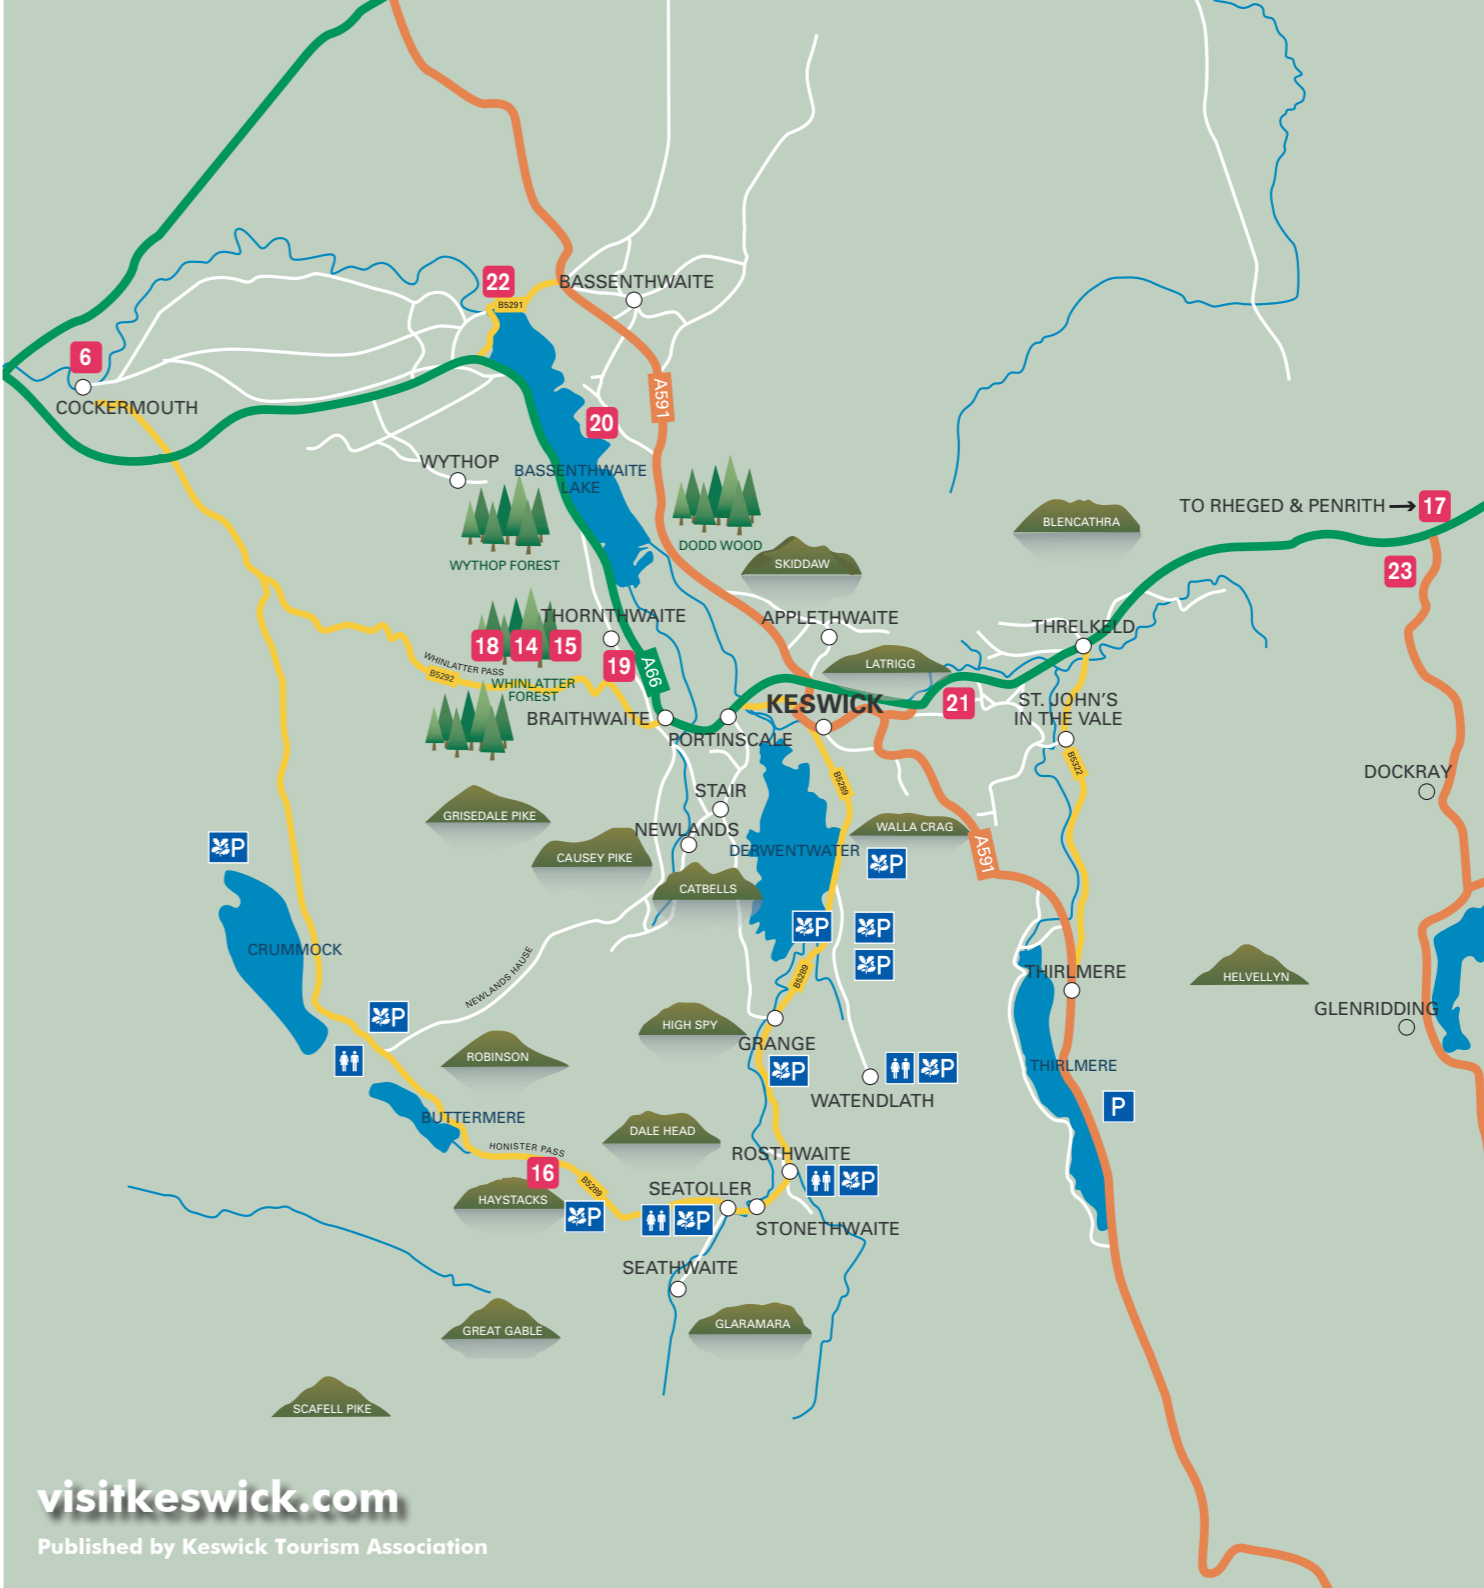 22
BASSENTHWAITE
B5291
6
COCKERMOUTH
A591
20
WYTHOP
BASSENTHWAITE
LAKE
WYTHOP FOREST
DODD WOOD
SKIDDAW
BLENCATHRA
TO RHEGED & PENRITH →
17
23
THORNTHWAITE
APPLETHWAITE
THRELKELD
18
14
15
19
A66
LATRIGG
WHINLATTER PASS
B5292
WHINLATTER
FOREST
BRAITHWAITE
PORTINSCALE
KESWICK
21
ST. JOHN'S
IN THE VALE
B5322
DOCKRAY
STAIR
B5289
GRISEDALE PIKE
NEWLANDS
WALLA CRAG
A591
CAUSEY PIKE
DERWENTWATER
P
P
CATBELLS
P
P
P
CRUMMOCK
NEWLANDS HAUSE
B5289
THIRLMERE
HELVELLYN
GLENRIDDING
P
HIGH SPY
GRANGE
ROBINSON
P
P
WATENDLATH
THIRLMERE
P
BUTTERMERE
DALE HEAD
HONISTER PASS
16
B5289
ROSTHWAITE
P
HAYSTACKS
SEATOLLER
P
P
STONETHWAITE
SEATHWAITE
GREAT GABLE
GLARAMARA
SCAFELL PIKE
visitkeswick.com
Published by Keswick Tourism Association